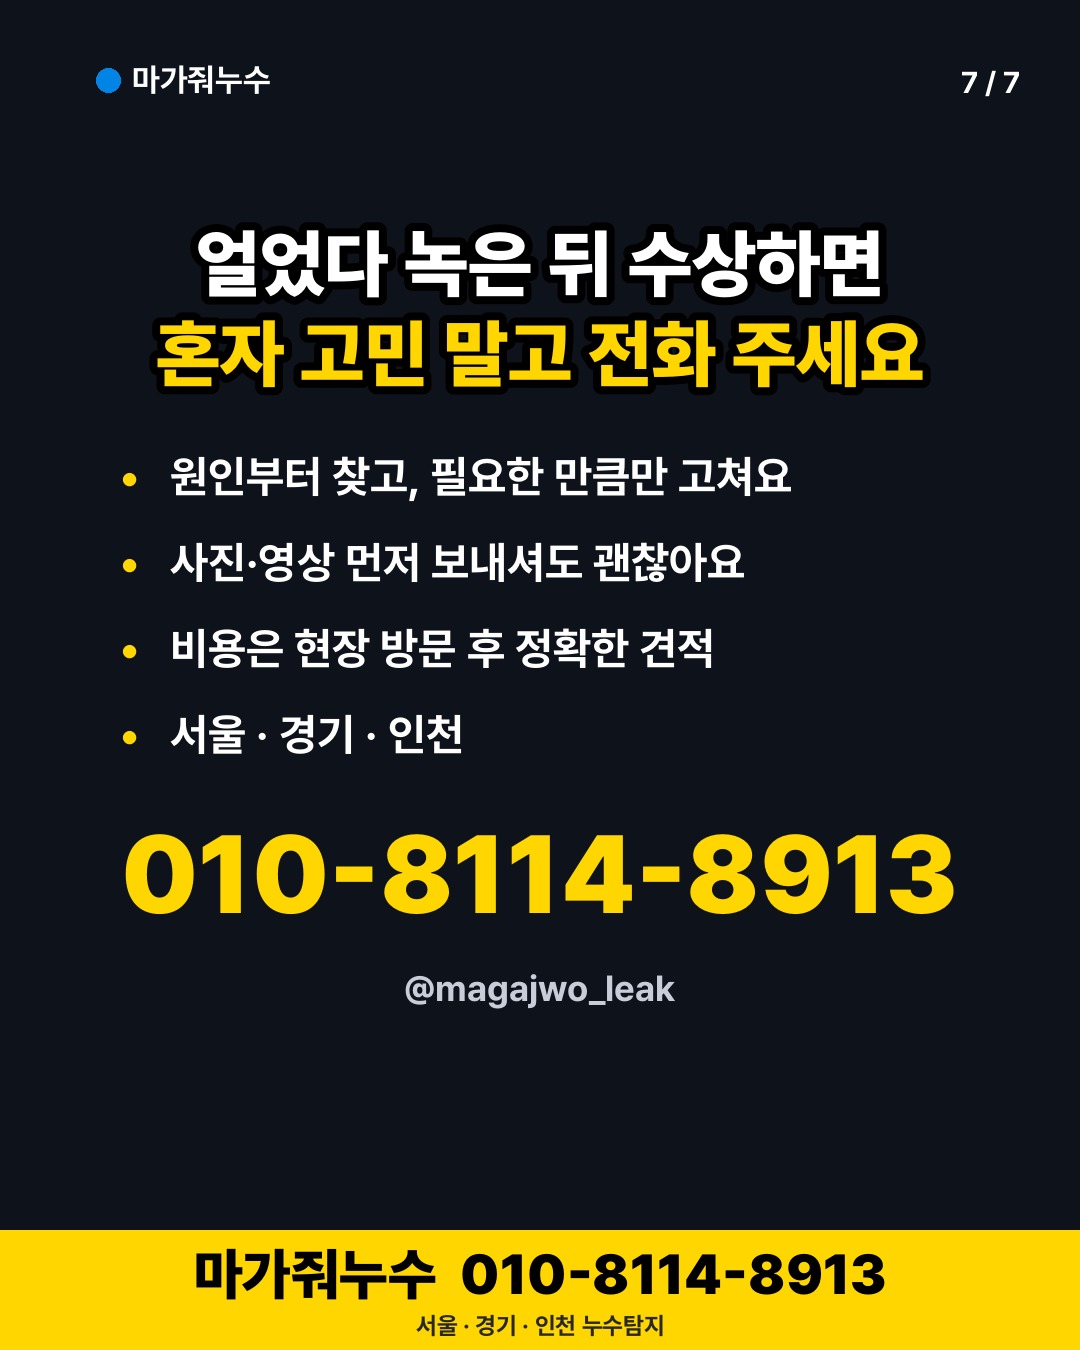 마가줘누수
7 / 7
얼었다 녹은 뒤 수상하면
혼자 고민 말고 전화 주세요
• 원인부터 찾고, 필요한 만큼만 고쳐요
• 사진·영상 먼저 보내셔도 괜찮아요
• 비용은 현장 방문 후 정확한 견적
• 서울 · 경기 · 인천
010-8114-8913
@magajwo_leak
마가줘누수 010-8114-8913
서울 · 경기 · 인천 누수탐지